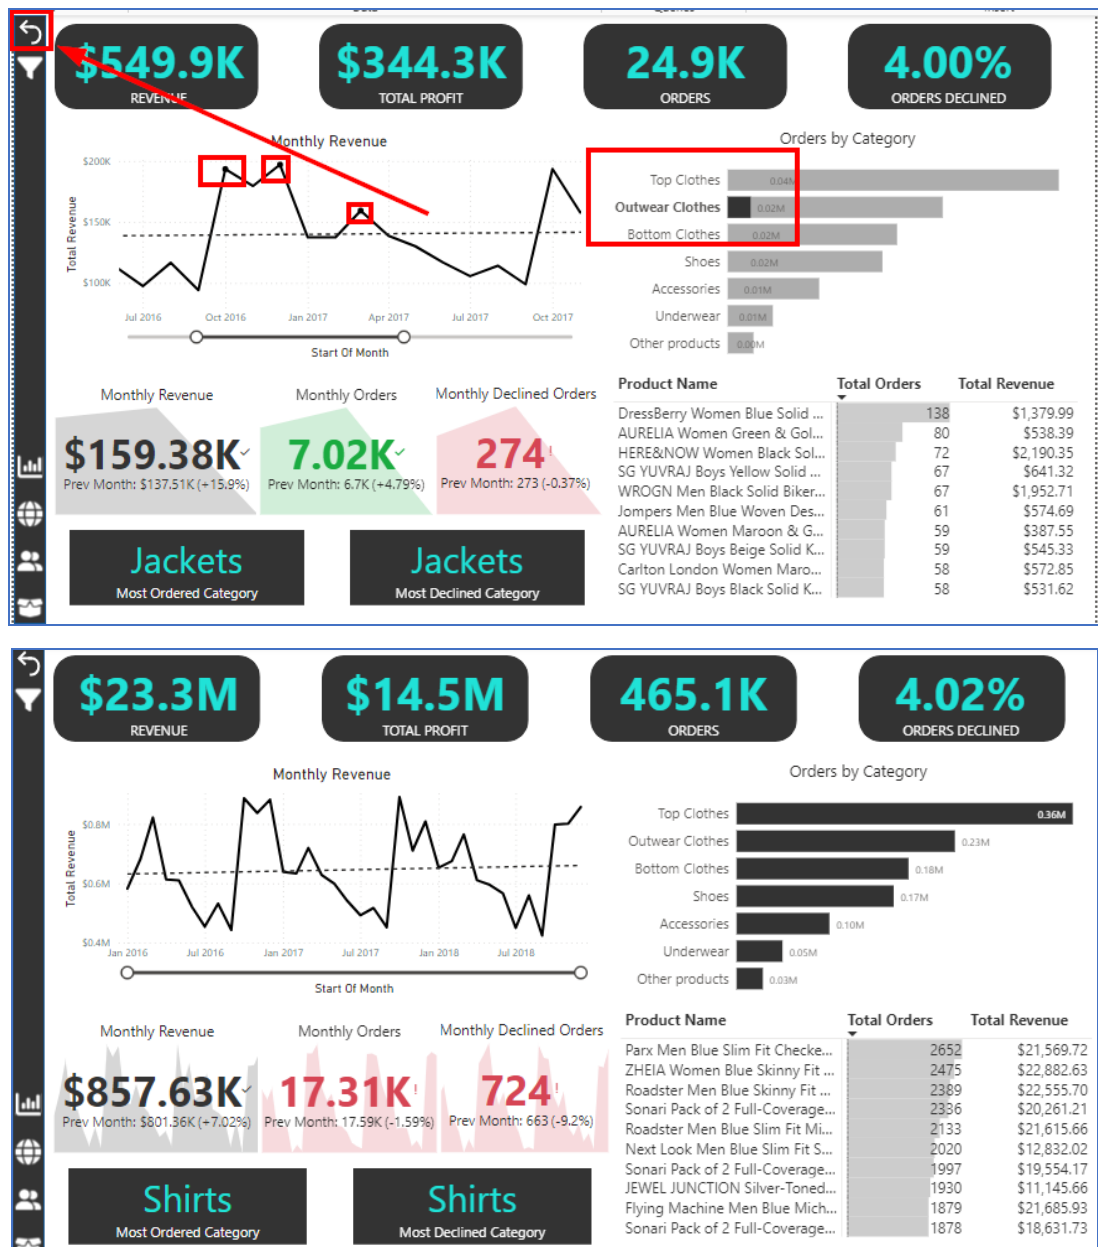 $549.9K
REVENUE
$344.3K
TOTAL PROFIT
24.9K
ORDERS
4.00%
ORDERS DECLINED
Monthly Revenue
Total Revenue
$200K
$150K
$100K
Jul 2016
Oct 2016
Jan 2017
Apr 2017
Jul 2017
Oct 2017
Start Of Month
Orders by Category
Top Clothes 0.04M
Outwear Clothes 0.02M
Bottom Clothes 0.02M
Shoes 0.02M
Accessories 0.01M
Underwear 0.01M
Other products 0.00M
Monthly Revenue
$159.38K
Prev Month: $137.51K (+15.9%)
Monthly Orders
7.02K
Prev Month: 6.7K (+4.79%)
Monthly Declined Orders
274!
Prev Month: 273 (-0.37%)
Jackets
Most Ordered Category
Jackets
Most Declined Category
Product Name Total Orders Total Revenue
DressBerry Women Blue Solid ... 138 $1,379.99
AURELIA Women Green & Gol... 80 $538.39
HERE&NOW Women Black Sol... 72 $2,190.35
SG YUVRAJ Boys Yellow Solid ... 67 $641.32
WROGN Men Black Solid Biker... 67 $1,952.71
Jompers Men Blue Woven Des... 61 $574.69
AURELIA Women Maroon & G... 59 $387.55
SG YUVRAJ Boys Beige Solid K... 59 $545.33
Carlton London Women Maro... 58 $572.85
SG YUVRAJ Boys Black Solid K... 58 $531.62
$23.3M
REVENUE
$14.5M
TOTAL PROFIT
465.1K
ORDERS
4.02%
ORDERS DECLINED
Monthly Revenue
Total Revenue
$0.8M
$0.6M
$0.4M
Jan 2016
Jul 2016
Jan 2017
Jul 2017
Jan 2018
Jul 2018
Start Of Month
Orders by Category
Top Clothes 0.36M
Outwear Clothes 0.23M
Bottom Clothes 0.18M
Shoes 0.17M
Accessories 0.10M
Underwear 0.05M
Other products 0.03M
Monthly Revenue
$857.63K
Prev Month: $801.36K (+7.02%)
Monthly Orders
17.31K!
Prev Month: 17.59K (-1.59%)
Monthly Declined Orders
724!
Prev Month: 663 (-9.2%)
Shirts
Most Ordered Category
Shirts
Most Declined Category
Product Name Total Orders Total Revenue
Parx Men Blue Slim Fit Checke... 2652 $21,569.72
ZHEIA Women Blue Skinny Fit ... 2475 $22,882.63
Roadster Men Blue Skinny Fit ... 2389 $22,555.70
Sonari Pack of 2 Full-Coverage... 2336 $20,261.21
Roadster Men Blue Slim Fit Mi... 2133 $21,615.66
Next Look Men Blue Slim Fit S... 2020 $12,832.02
Sonari Pack of 2 Full-Coverage... 1997 $19,554.17
JEWEL JUNCTION Silver-Toned... 1930 $11,145.66
Flying Machine Men Blue Mich... 1879 $21,685.93
Sonari Pack of 2 Full-Coverage... 1878 $18,631.73